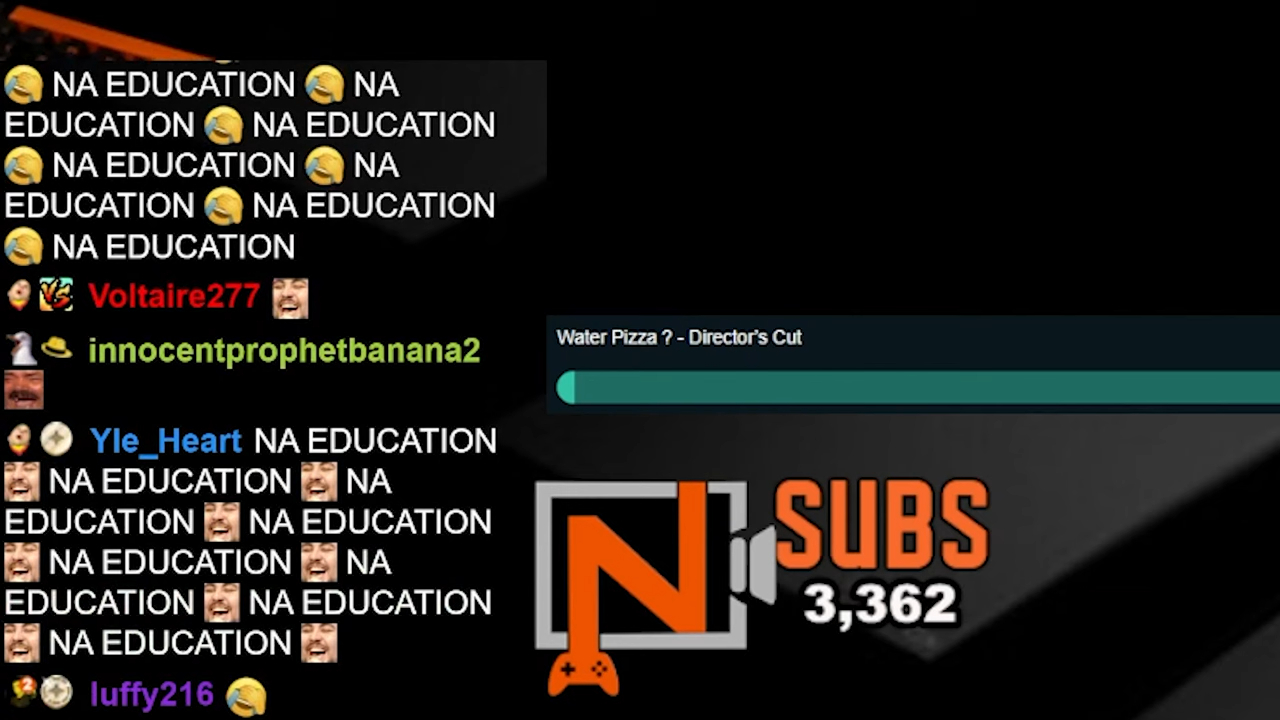 NA EDUCATION NA
EDUCATION NA EDUCATION
NA EDUCATION NA
EDUCATION NA EDUCATION
NA EDUCATION
Voltaire277
innocentprophetbanana2
Yle_Heart NA EDUCATION
NA EDUCATION NA
EDUCATION NA EDUCATION
NA EDUCATION NA
EDUCATION NA EDUCATION
NA EDUCATION
luffy216
Water Pizza ? - Director's Cut
N
SUBS
3,362